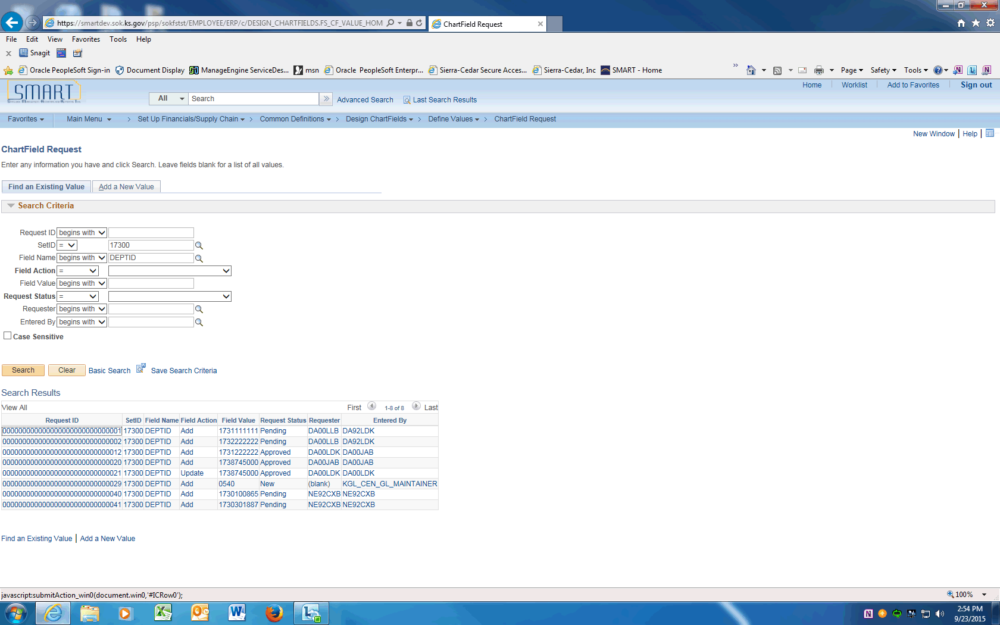 https://smartdev.sok.ks.gov/psp/sokfstst/EMPLOYEE/ERP/c/DESIGN_CHARTFIELDS.FS_CF_VALUE_HOM
ChartField Request
File Edit View Favorites Tools Help
x Snagit
Oracle PeopleSoft Sign-in Document Display ManageEngine ServiceDes... msn Oracle PeopleSoft Enterpr... Sierra-Cedar Secure Acces... Sierra-Cedar, Inc SMART - Home » Page Safety Tools
SMART
Home Worklist Add to Favorites Sign out
All Search » Advanced Search Last Search Results
Favorites Main Menu > Set Up Financials/Supply Chain > Common Definitions > Design ChartFields > Define Values > ChartField Request
New Window | Help |
ChartField Request
Enter any information you have and click Search. Leave fields blank for a list of all values.
Find an Existing Value Add a New Value
Search Criteria
Request ID begins with
SetID = 17300
Field Name begins with DEPTID
Field Action =
Field Value begins with
Request Status =
Requester begins with
Entered By begins with
Case Sensitive
Search Clear Basic Search Save Search Criteria
Search Results
View All First 1-8 of 8 Last
Request ID SetID Field Name Field Action Field Value Request Status Requester Entered By
000000000000000000000000000001 17300 DEPTID Add 1731111111 Pending DA00LLB DA92LDK
000000000000000000000000000002 17300 DEPTID Add 1732222222 Pending DA00LLB DA92LDK
000000000000000000000000000012 17300 DEPTID Add 1731222222 Approved DA00LDK DA00JAB
000000000000000000000000000020 17300 DEPTID Add 1738745000 Approved DA00JAB DA00JAB
000000000000000000000000000021 17300 DEPTID Update 1738745000 Approved DA00LDK DA00LDK
000000000000000000000000000029 17300 DEPTID Add 0540 New (blank) KGL_CEN_GL_MAINTAINER
000000000000000000000000000040 17300 DEPTID Add 1730100865 Pending NE92CXB NE92CXB
000000000000000000000000000041 17300 DEPTID Add 1730301887 Pending NE92CXB NE92CXB
Find an Existing Value | Add a New Value
javascript:submitAction_win0(document.win0,'#ICRow0');
100%
2:54 PM
9/23/2015